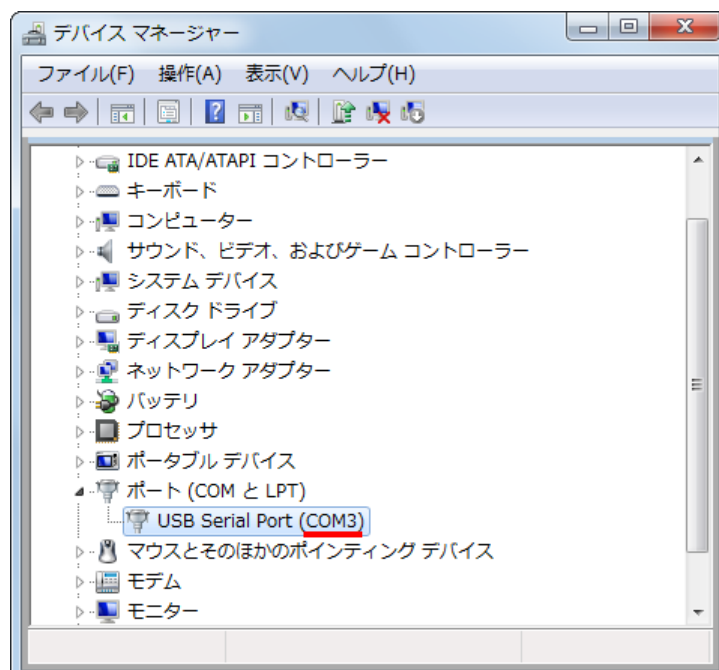 デバイス マネージャー
ファイル(F) 操作(A) 表示(V) ヘルプ(H)
IDE ATA/ATAPI コントローラー
キーボード
コンピューター
サウンド、ビデオ、およびゲーム コントローラー
システム デバイス
ディスク ドライブ
ディスプレイ アダプター
ネットワーク アダプター
バッテリ
プロセッサ
ポータブル デバイス
ポート (COM と LPT)
USB Serial Port (COM3)
マウスとそのほかのポインティング デバイス
モデム
モニター